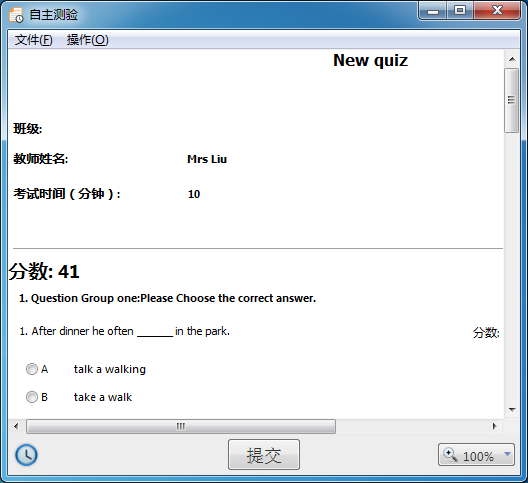 自主测验
文件(F) 操作(O)
New quiz
班级:
教师姓名: Mrs Liu
考试时间（分钟）: 10
分数: 41
1. Question Group one:Please Choose the correct answer.
1. After dinner he often _______ in the park. 分数:
A talk a walking
B take a walk
提交
100%